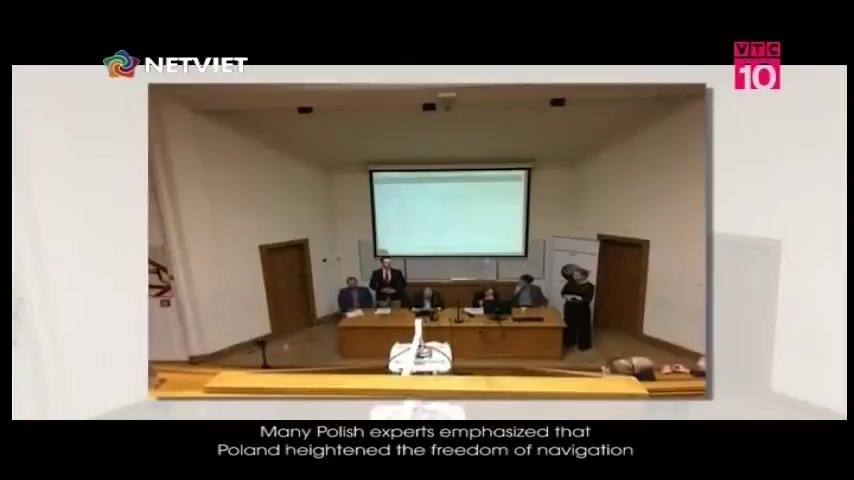 NETVIET
VTC
10
Many Polish experts emphasized that
Poland heightened the freedom of navigation